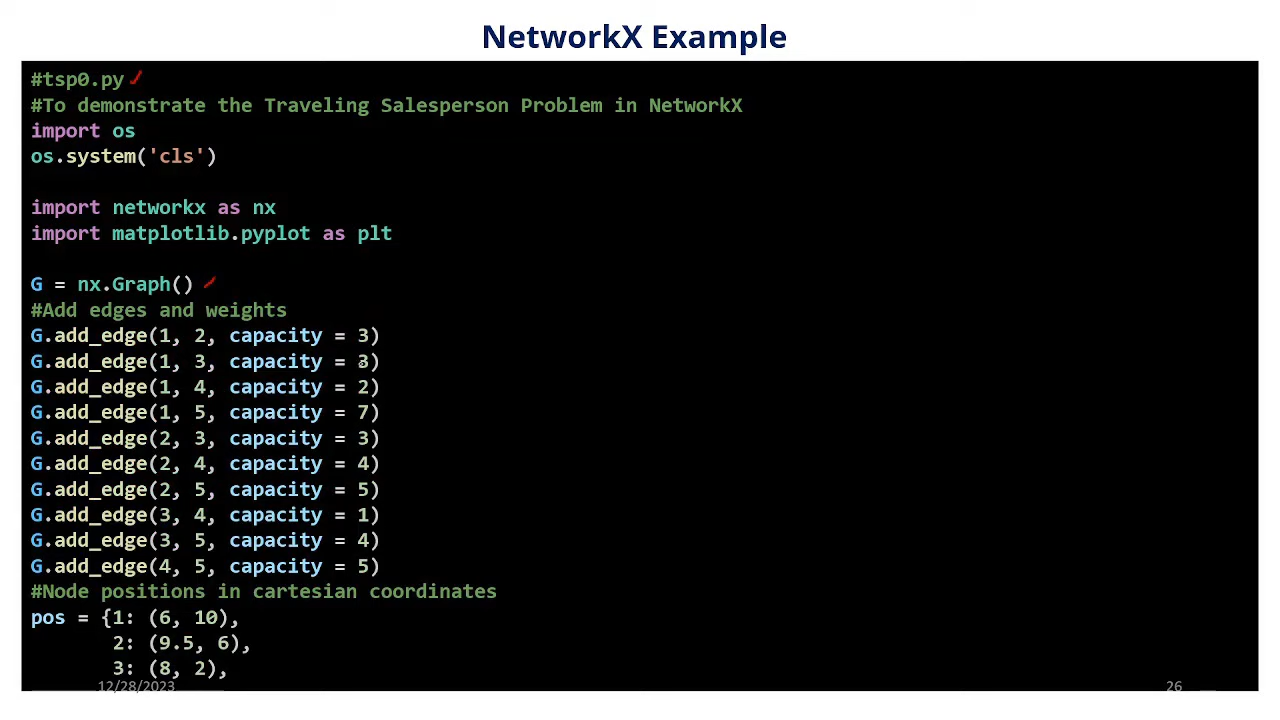 NetworkX Example
#tsp0.py
#To demonstrate the Traveling Salesperson Problem in NetworkX
import os
os.system('cls')
import networkx as nx
import matplotlib.pyplot as plt
G = nx.Graph()
#Add edges and weights
G.add_edge(1, 2, capacity = 3)
G.add_edge(1, 3, capacity = 3)
G.add_edge(1, 4, capacity = 2)
G.add_edge(1, 5, capacity = 7)
G.add_edge(2, 3, capacity = 3)
G.add_edge(2, 4, capacity = 4)
G.add_edge(2, 5, capacity = 5)
G.add_edge(3, 4, capacity = 1)
G.add_edge(3, 5, capacity = 4)
G.add_edge(4, 5, capacity = 5)
#Node positions in cartesian coordinates
pos = {1: (6, 10),
2: (9.5, 6),
3: (8, 2),
12/28/2023
26